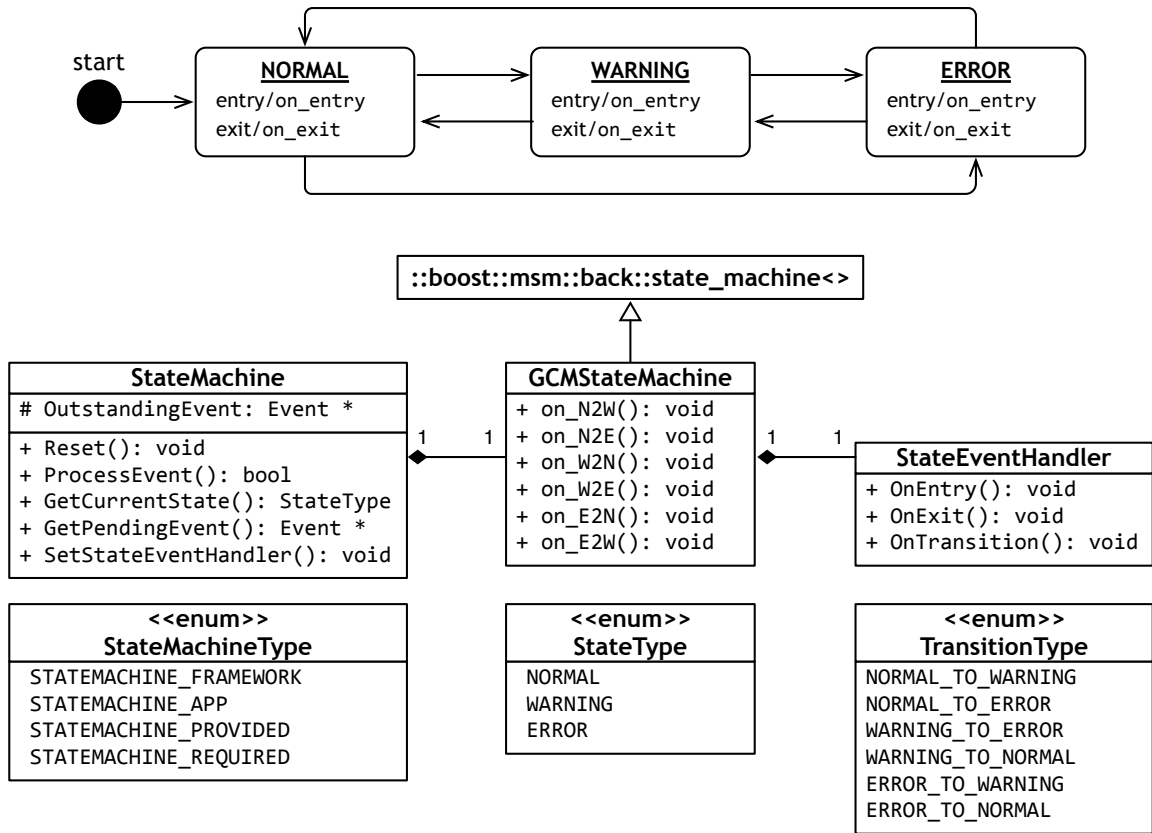 start
NORMAL
entry/on_entry
exit/on_exit
WARNING
entry/on_entry
exit/on_exit
ERROR
entry/on_entry
exit/on_exit
::boost::msm::back::state_machine<>
StateMachine
# OutstandingEvent: Event *
+ Reset(): void
+ ProcessEvent(): bool
+ GetCurrentState(): StateType
+ GetPendingEvent(): Event *
+ SetStateEventHandler(): void
1
1
GCMStateMachine
+ on_N2W(): void
+ on_N2E(): void
+ on_W2N(): void
+ on_W2E(): void
+ on_E2N(): void
+ on_E2W(): void
1
1
StateEventHandler
+ OnEntry(): void
+ OnExit(): void
+ OnTransition(): void
<<enum>>
StateMachineType
STATEMACHINE_FRAMEWORK
STATEMACHINE_APP
STATEMACHINE_PROVIDED
STATEMACHINE_REQUIRED
<<enum>>
StateType
NORMAL
WARNING
ERROR
<<enum>>
TransitionType
NORMAL_TO_WARNING
NORMAL_TO_ERROR
WARNING_TO_ERROR
WARNING_TO_NORMAL
ERROR_TO_WARNING
ERROR_TO_NORMAL